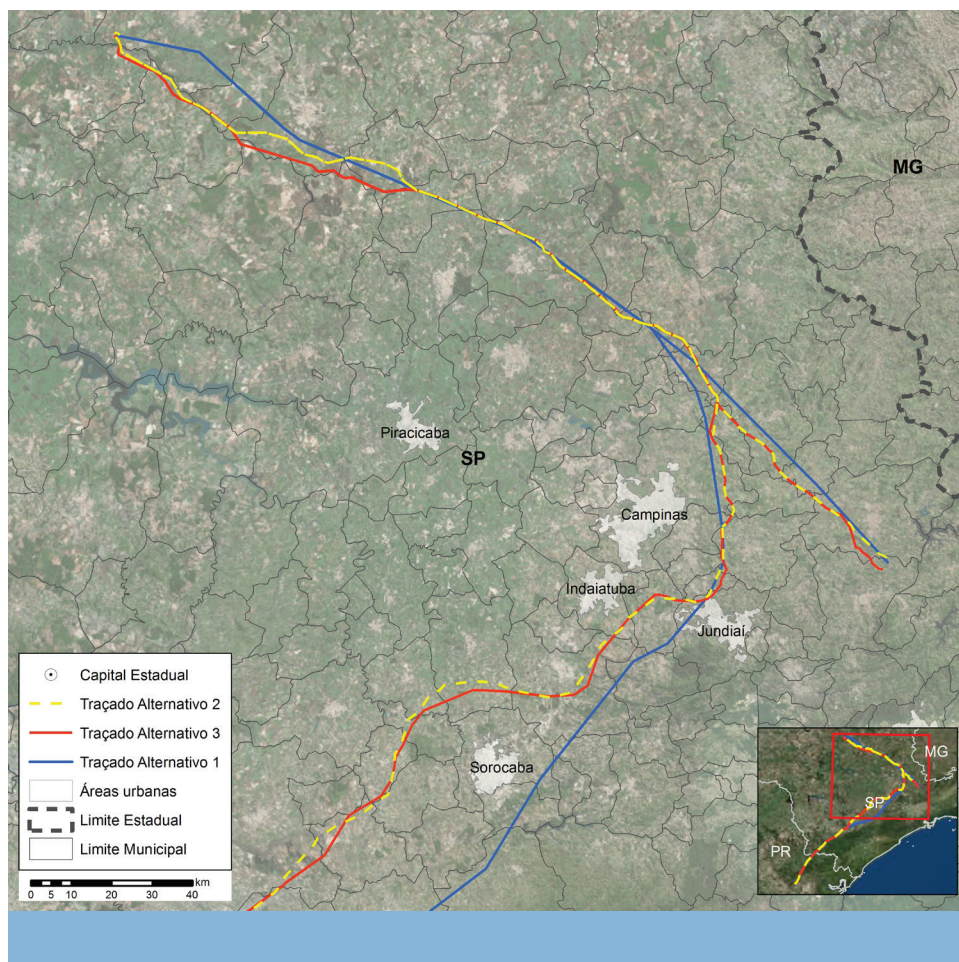 MG
Piracicaba
SP
Campinas
Indaiatuba
Jundiaí
Sorocaba
Capital Estadual
Traçado Alternativo 2
Traçado Alternativo 3
Traçado Alternativo 1
Áreas urbanas
Limite Estadual
Limite Municipal
km
0 5 10 20 30 40
MG
SP
PR